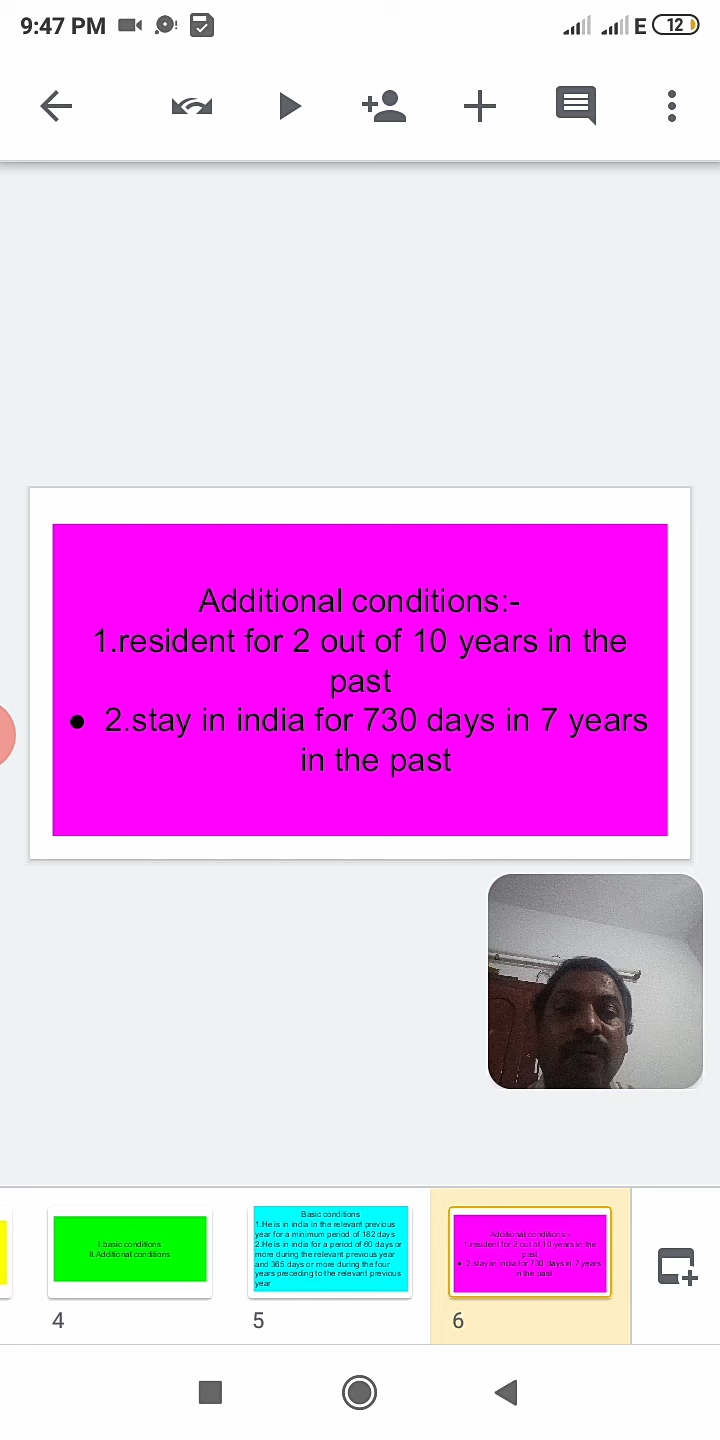 9:47 PM
E 12
Additional conditions:-
1.resident for 2 out of 10 years in the
past
● 2.stay in india for 730 days in 7 years
in the past
I.basic conditions
II.Additional conditions
Basic conditions
1.He is in india in the relevant previous
year for a minimum period of 182 days
2.He is in india for a period of 60 days or
more during the relevant previous year
and 365 days or more during the four
years preceding to the relevant previous
year
Additional conditions:-
1.resident for 2 out of 10 years in the
past
● 2.stay in india for 730 days in 7 years
in the past
4
5
6